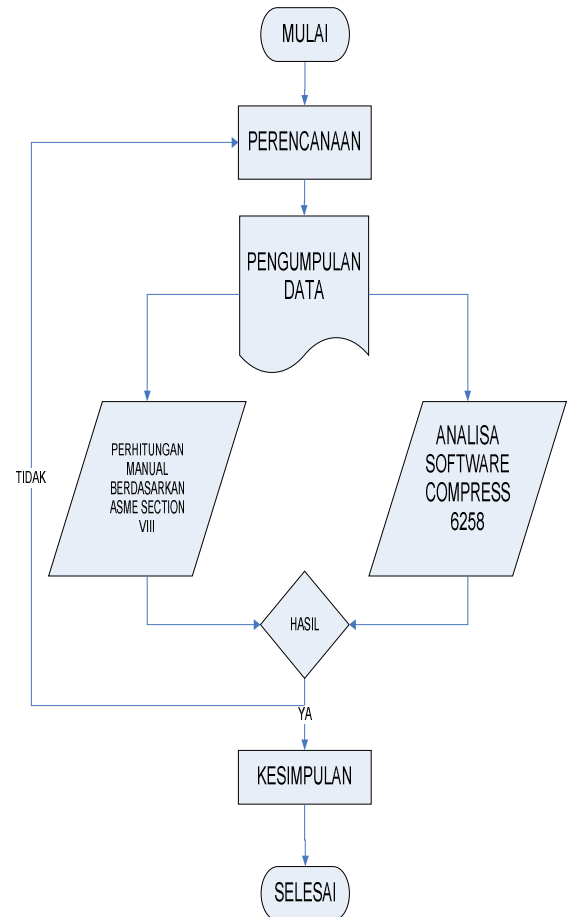 MULAI
PERENCANAAN
PENGUMPULAN
DATA
PERHITUNGAN
MANUAL
BERDASARKAN
ASME SECTION
VIII
ANALISA
SOFTWARE
COMPRESS
6258
TIDAK
HASIL
YA
KESIMPULAN
SELESAI